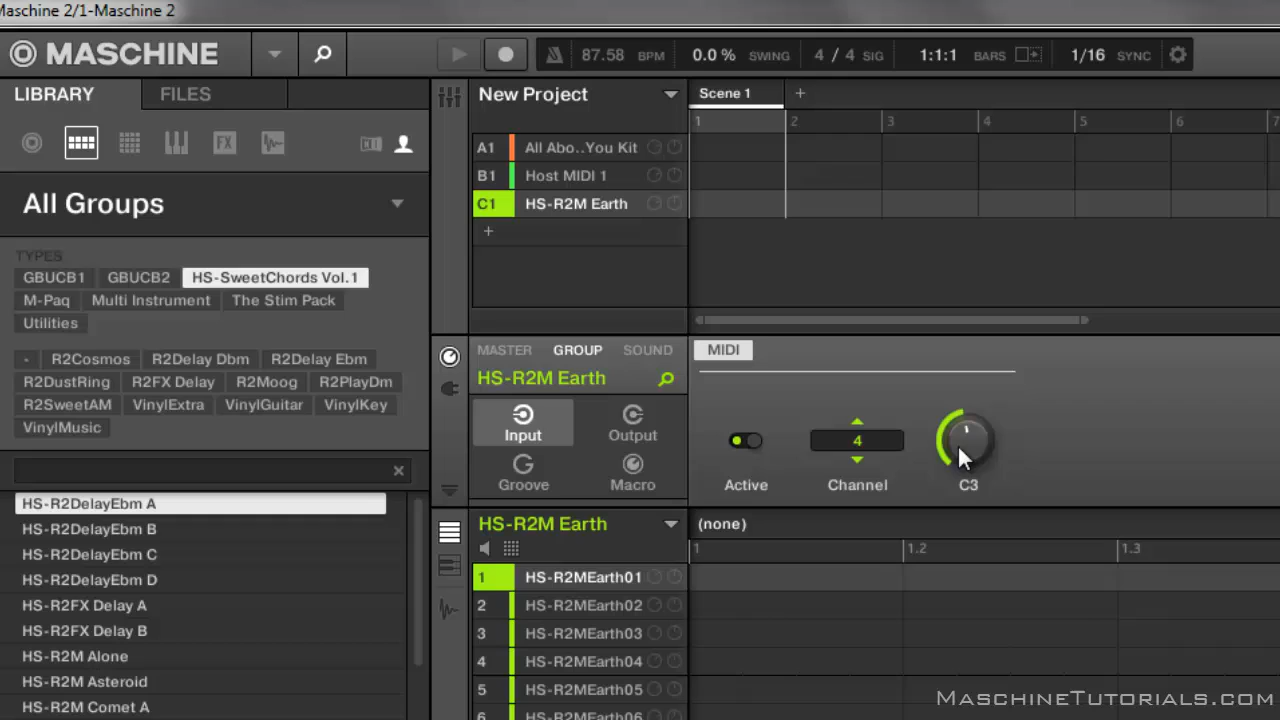 Maschine 2/1-Maschine 2
MASCHINE
87.58 BPM 0.0 % SWING 4 / 4 SIG 1:1:1 BARS 1/16 SYNC
LIBRARY FILES
New Project
Scene 1 +
1 2 3 4 5 6 7
FX
All Groups
A1 All Abo..You Kit
B1 Host MIDI 1
C1 HS-R2M Earth
+
TYPES
GBUCB1 GBUCB2 HS-SweetChords Vol.1
M-Paq Multi Instrument The Stim Pack
Utilities
- R2Cosmos R2Delay Dbm R2Delay Ebm
R2DustRing R2FX Delay R2Moog R2PlayDm
R2SweetAM VinylExtra VinylGuitar VinylKey
VinylMusic
MASTER GROUP SOUND
HS-R2M Earth
Input Output
Groove Macro
MIDI
4
Active Channel C3
HS-R2DelayEbm A
HS-R2DelayEbm B
HS-R2DelayEbm C
HS-R2DelayEbm D
HS-R2FX Delay A
HS-R2FX Delay B
HS-R2M Alone
HS-R2M Asteroid
HS-R2M Comet A
HS-R2M Earth
(none)
1 1.2 1.3
1 HS-R2MEarth01
2 HS-R2MEarth02
3 HS-R2MEarth03
4 HS-R2MEarth04
5 HS-R2MEarth05
6 HS-R2MEarth06
MASCHINETUTORIALS.COM